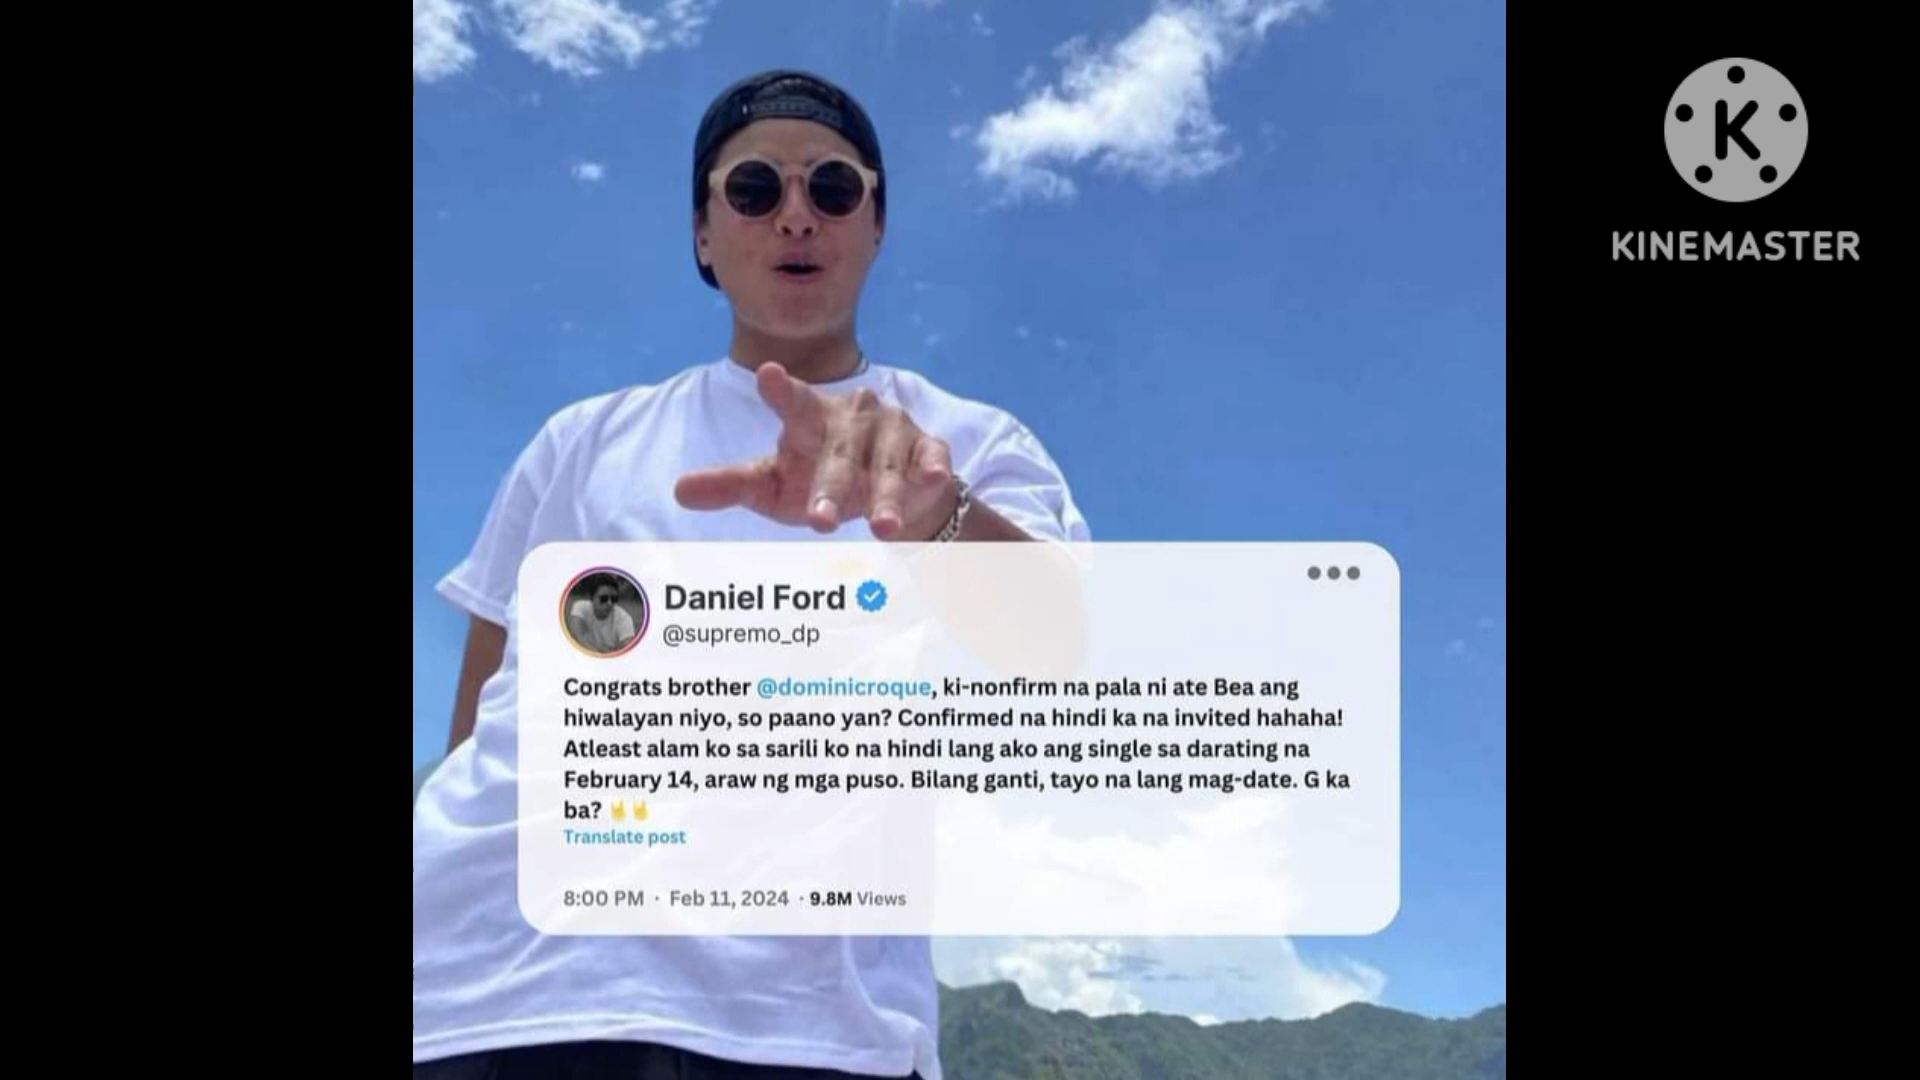 KINEMASTER
Daniel Ford
@supremo_dp
Congrats brother @dominicroque, ki-nonfirm na pala ni ate Bea ang
hiwalayan niyo, so paano yan? Confirmed na hindi ka na invited hahaha!
Atleast alam ko sa sarili ko na hindi lang ako ang single sa darating na
February 14, araw ng mga puso. Bilang ganti, tayo na lang mag-date. G ka
ba? 🤘🤘
Translate post
8:00 PM · Feb 11, 2024 · 9.8M Views